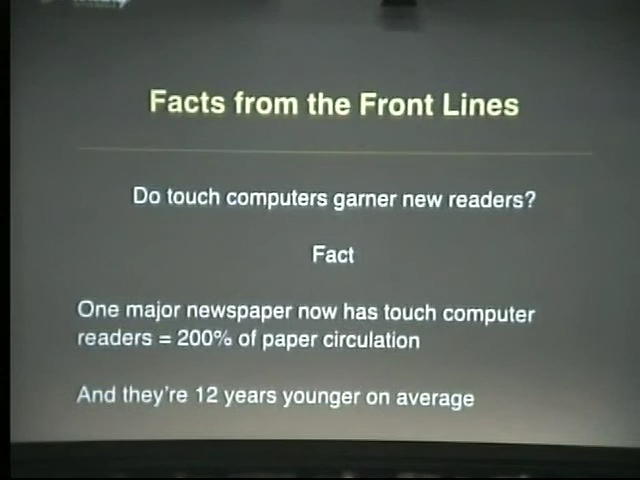 Facts from the Front Lines
Do touch computers garner new readers?
Fact
One major newspaper now has touch computer
readers = 200% of paper circulation
And they're 12 years younger on average